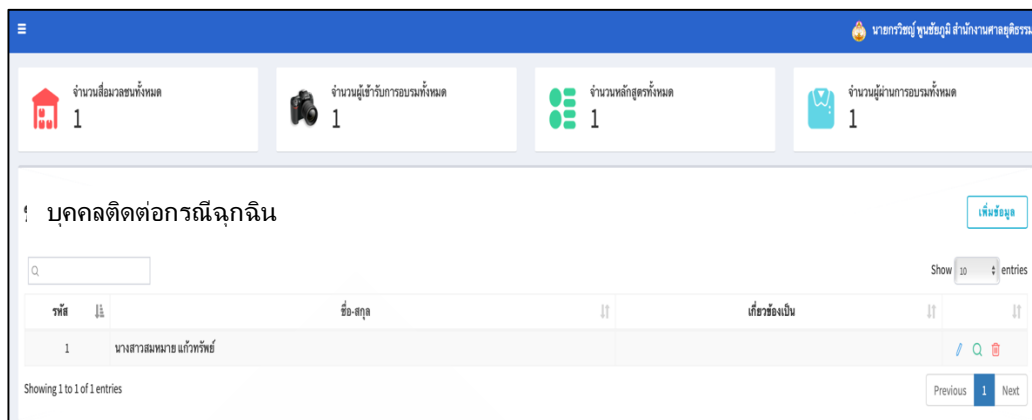 นายกรวิชญ์ พูนชัยภูมิ สำนักงานศาลยุติธรรม
จำนวนสื่อมวลชนทั้งหมด
1
จำนวนผู้เข้ารับการอบรมทั้งหมด
1
จำนวนหลักสูตรทั้งหมด
1
จำนวนผู้ผ่านการอบรมทั้งหมด
1
บุคคลติดต่อกรณีฉุกฉิน
เพิ่มข้อมูล
Show 10 entries
รหัส ชื่อ-สกุล เกี่ยวข้องเป็น
1 นางสาวสมหมาย แก้วทรัพย์
Showing 1 to 1 of 1 entries
Previous 1 Next